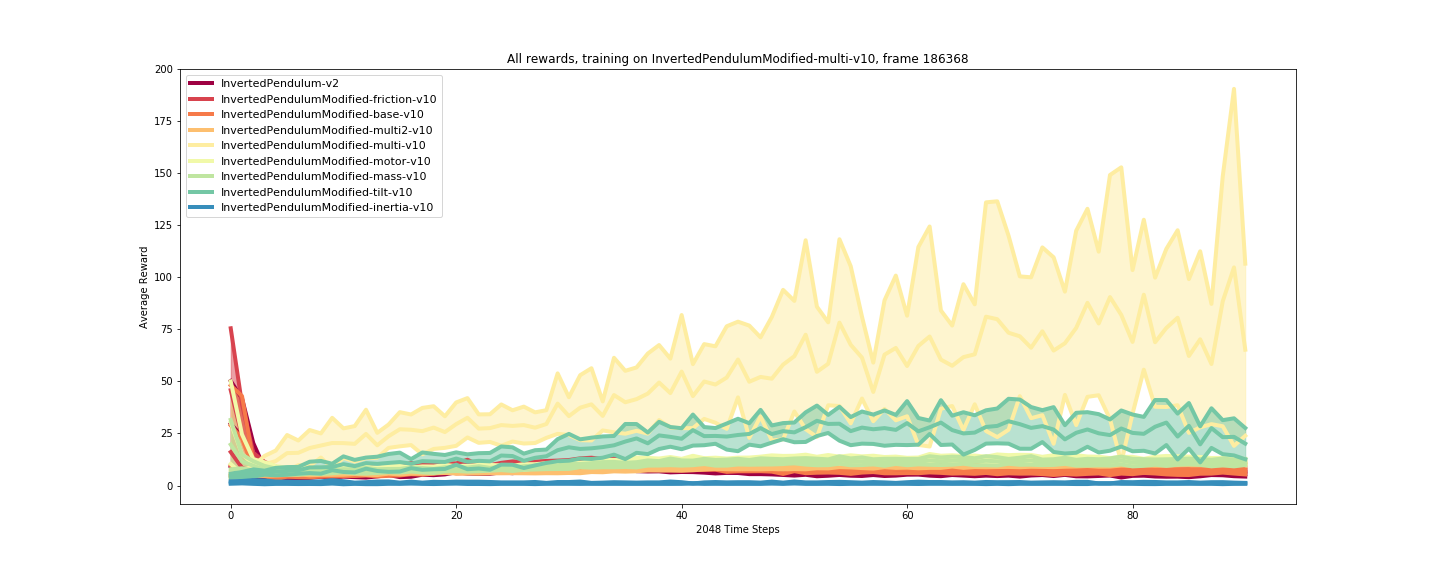 All rewards, training on InvertedPendulumModified-multi-v10, frame 186368
InvertedPendulum-v2
InvertedPendulumModified-friction-v10
InvertedPendulumModified-base-v10
InvertedPendulumModified-multi2-v10
InvertedPendulumModified-multi-v10
InvertedPendulumModified-motor-v10
InvertedPendulumModified-mass-v10
InvertedPendulumModified-tilt-v10
InvertedPendulumModified-inertia-v10
Average Reward
200
175
150
125
100
75
50
25
0
0 20 40 60 80
2048 Time Steps